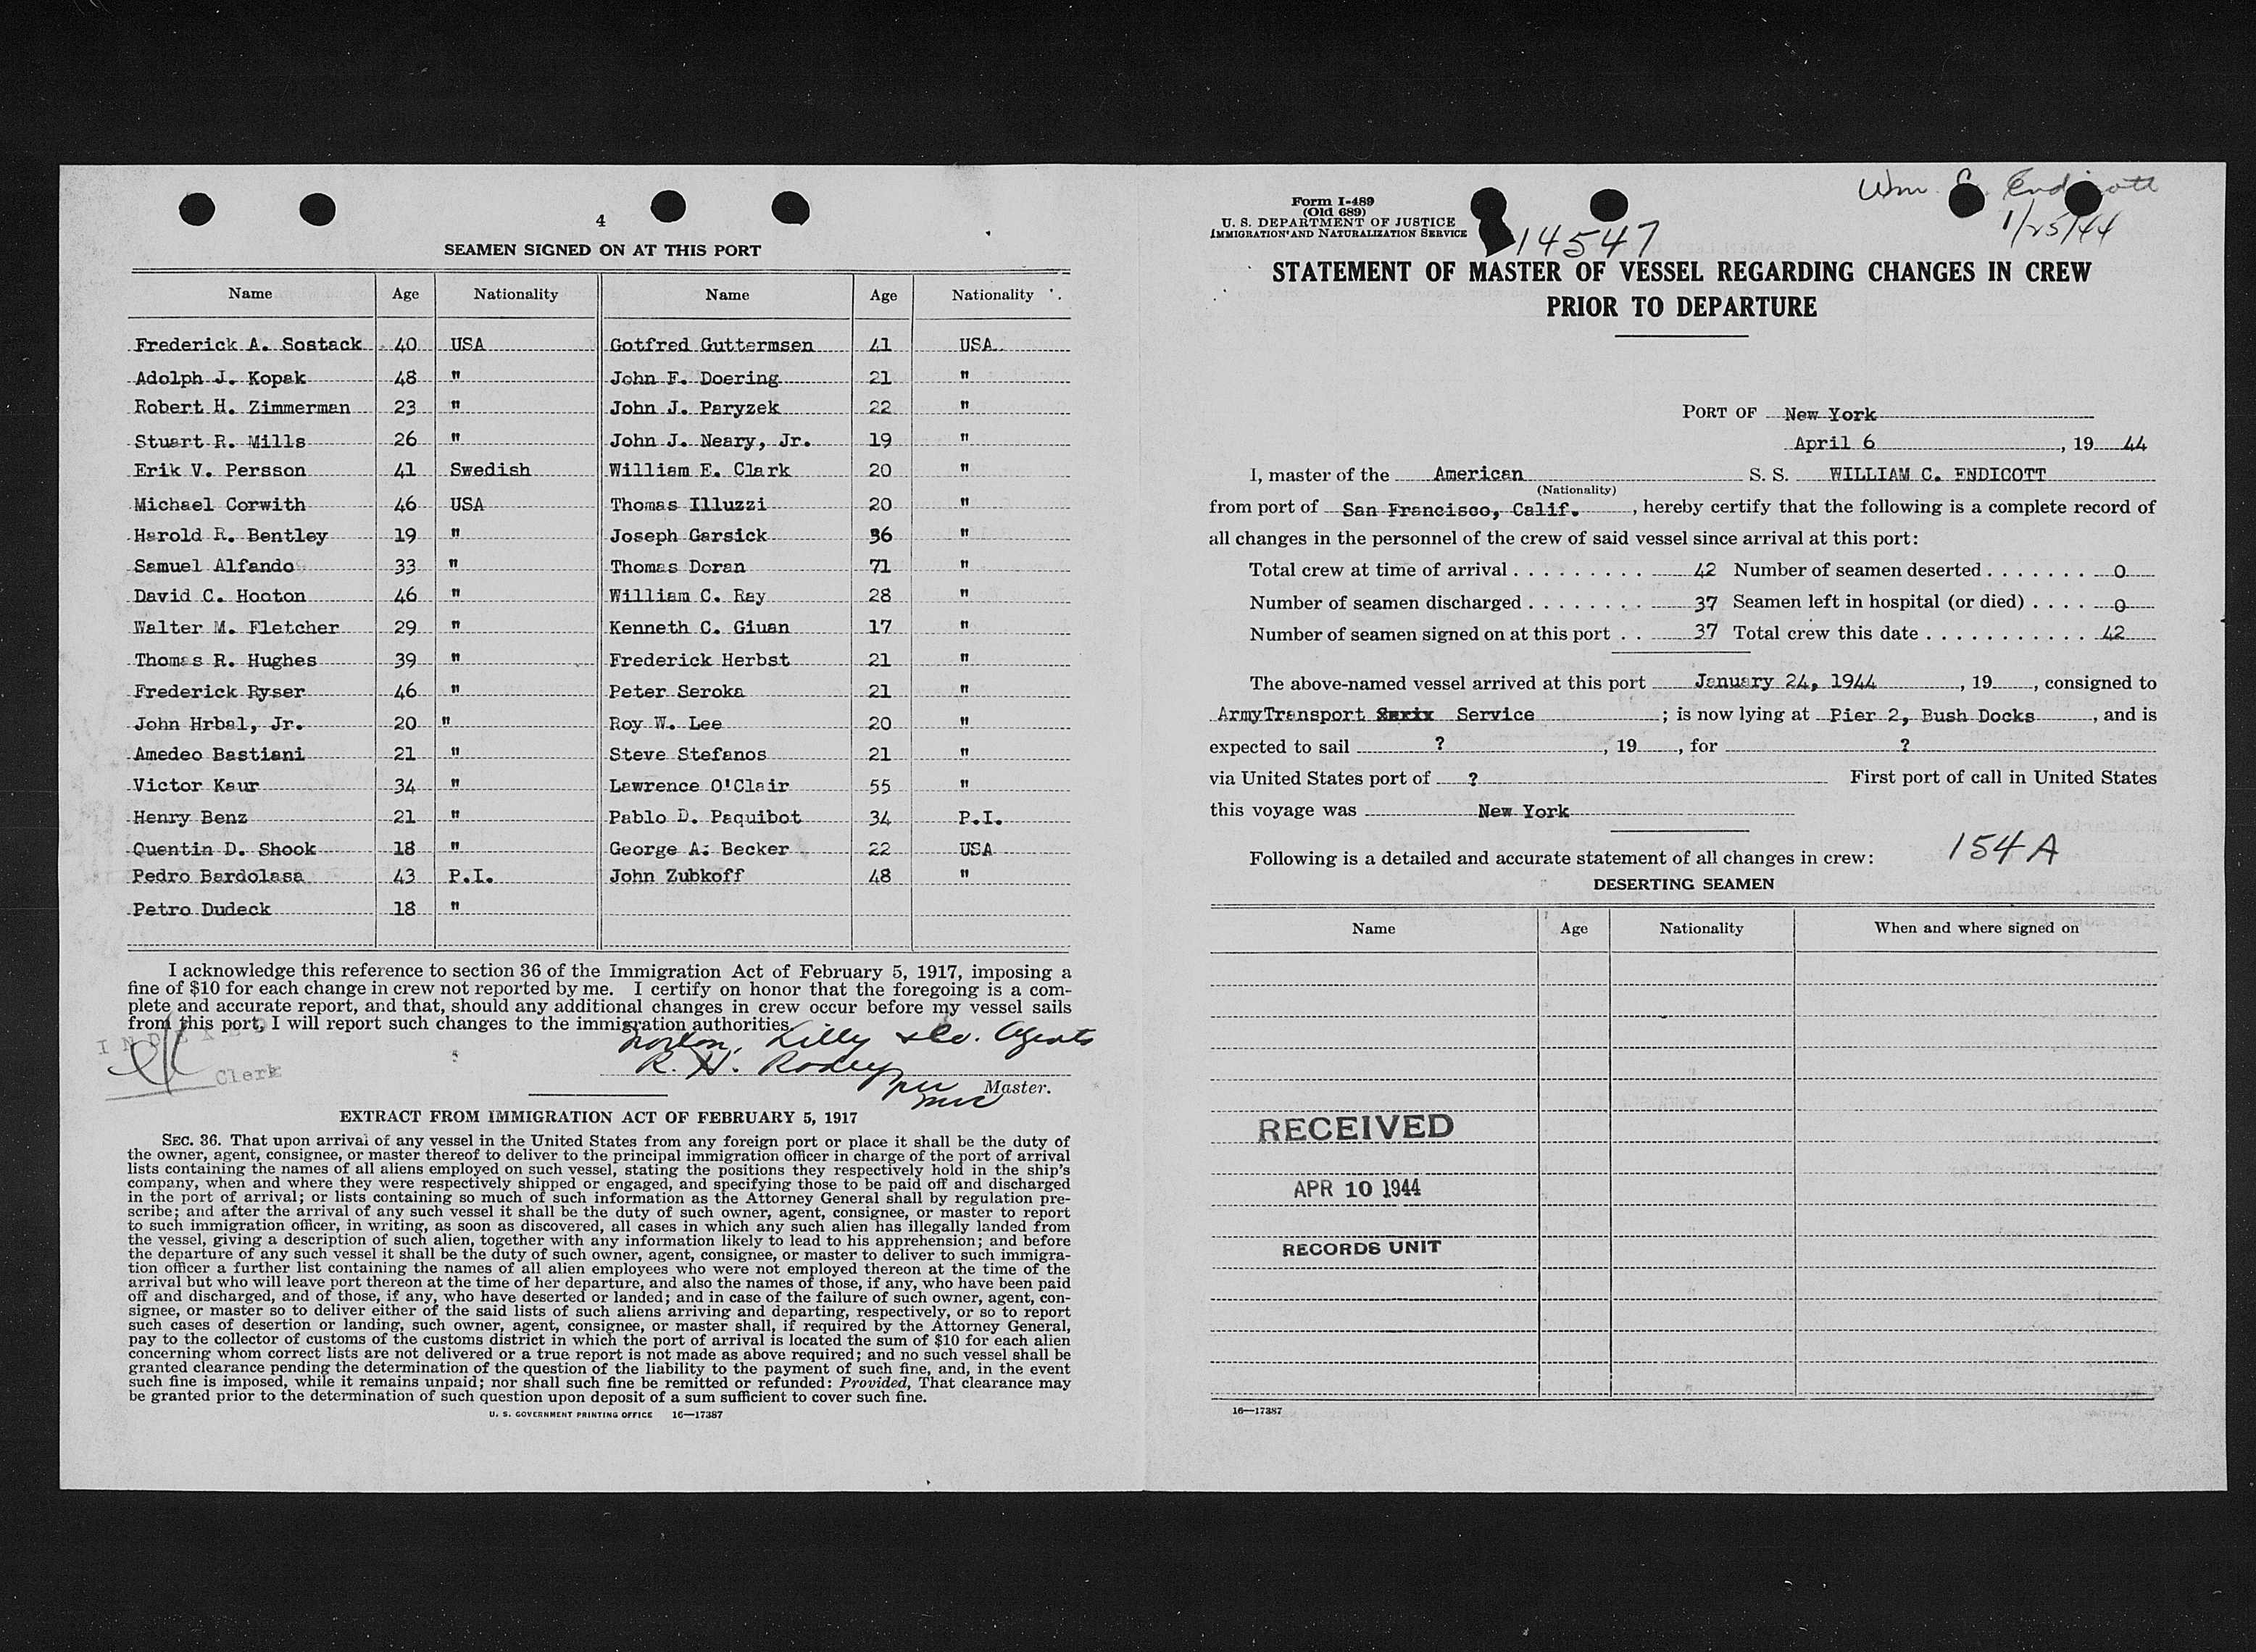 4
SEAMEN SIGNED ON AT THIS PORT
Name Age Nationality Name Age Nationality
Frederick A. Sostack 40 USA Gotfred Guttermsen 41 USA
Adolph J. Kopak 48 " John F. Doering 21 "
Robert H. Zimmerman 23 " John J. Paryzek 22 "
Stuart R. Mills 26 " John J. Neary, Jr. 19 "
Erik V. Persson 41 Swedish William E. Clark 20 "
Michael Corwith 46 USA Thomas Illuzzi 20 "
Harold R. Bentley 19 " Joseph Garsick 36 "
Samuel Alfando 33 " Thomas Doran 71 "
David C. Hooton 46 " William C. Ray 28 "
Walter M. Fletcher 29 " Kenneth C. Giuan 17 "
Thomas R. Hughes 39 " Frederick Herbst 21 "
Frederick Ryser 46 " Peter Seroka 21 "
John Hrbal, Jr. 20 " Roy W. Lee 20 "
Amedeo Bastiani 21 " Steve Stefanos 21 "
Victor Kaur 34 " Lawrence O'Clair 55 "
Henry Benz 21 " Pablo D. Paquibot 34 P.I.
Quentin D. Shook 18 " George A. Becker 22 USA
Pedro Bardolasa 43 P.I. John Zubkoff 48 "
Petro Dudeck 18 "
I acknowledge this reference to section 36 of the Immigration Act of February 5, 1917, imposing a
fine of $10 for each change in crew not reported by me. I certify on honor that the foregoing is a com-
plete and accurate report, and that, should any additional changes in crew occur before my vessel sails
from this port, I will report such changes to the immigration authorities.
INDEXED
Clerk
Norton, Lilly & Co. Agents
R. H.
per
Master.
EXTRACT FROM IMMIGRATION ACT OF FEBRUARY 5, 1917
SEC. 36. That upon arrival of any vessel in the United States from any foreign port or place it shall be the duty of
the owner, agent, consignee, or master thereof to deliver to the principal immigration officer in charge of the port of arrival
lists containing the names of all aliens employed on such vessel, stating the positions they respectively hold in the ship's
company, when and where they were respectively shipped or engaged, and specifying those to be paid off and discharged
in the port of arrival; or lists containing so much of such information as the Attorney General shall by regulation pre-
scribe; and after the arrival of any such vessel it shall be the duty of such owner, agent, consignee, or master to report
to such immigration officer, in writing, as soon as discovered, all cases in which any such alien has illegally landed from
the vessel, giving a description of such alien, together with any information likely to lead to his apprehension; and before
the departure of any such vessel it shall be the duty of such owner, agent, consignee, or master to deliver to such immigra-
tion officer a further list containing the names of all alien employees who were not employed thereon at the time of the
arrival but who will leave port thereon at the time of her departure, and also the names of those, if any, who have been paid
off and discharged, and of those, if any, who have deserted or landed; and in case of the failure of such owner, agent, con-
signee, or master so to deliver either of the said lists of such aliens arriving and departing, respectively, or so to report
such cases of desertion or landing, such owner, agent, consignee, or master shall, if required by the Attorney General,
pay to the collector of customs of the customs district in which the port of arrival is located the sum of $10 for each alien
concerning whom correct lists are not delivered or a true report is not made as above required; and no such vessel shall be
granted clearance pending the determination of the question of the liability to the payment of such fine, and, in the event
such fine is imposed, while it remains unpaid; nor shall such fine be remitted or refunded: Provided, That clearance may
be granted prior to the determination of such question upon deposit of a sum sufficient to cover such fine.
U. S. GOVERNMENT PRINTING OFFICE 16—17387
Form I-489
(Old 689)
U. S. DEPARTMENT OF JUSTICE
IMMIGRATION AND NATURALIZATION SERVICE
14547
Wm. C. Endicott
1/25/44
STATEMENT OF MASTER OF VESSEL REGARDING CHANGES IN CREW
PRIOR TO DEPARTURE
PORT OF New York
April 6, 19 44
I, master of the American S. S. WILLIAM C. ENDICOTT
(Nationality)
from port of San Francisco, Calif., hereby certify that the following is a complete record of
all changes in the personnel of the crew of said vessel since arrival at this port:
Total crew at time of arrival . . . . . . . . . . 42 Number of seamen deserted . . . . . . . 0
Number of seamen discharged . . . . . . . . 37 Seamen left in hospital (or died) . . . . 0
Number of seamen signed on at this port . . 37 Total crew this date . . . . . . . . . . . . 42
The above-named vessel arrived at this port January 24, 1944, 19, consigned to
ArmyTransport Service; is now lying at Pier 2, Bush Docks, and is
expected to sail ?, 19, for ?
via United States port of ? First port of call in United States
this voyage was New York
Following is a detailed and accurate statement of all changes in crew: 154A
DESERTING SEAMEN
Name Age Nationality When and where signed on
RECEIVED
APR 10 1944
RECORDS UNIT
16—17387